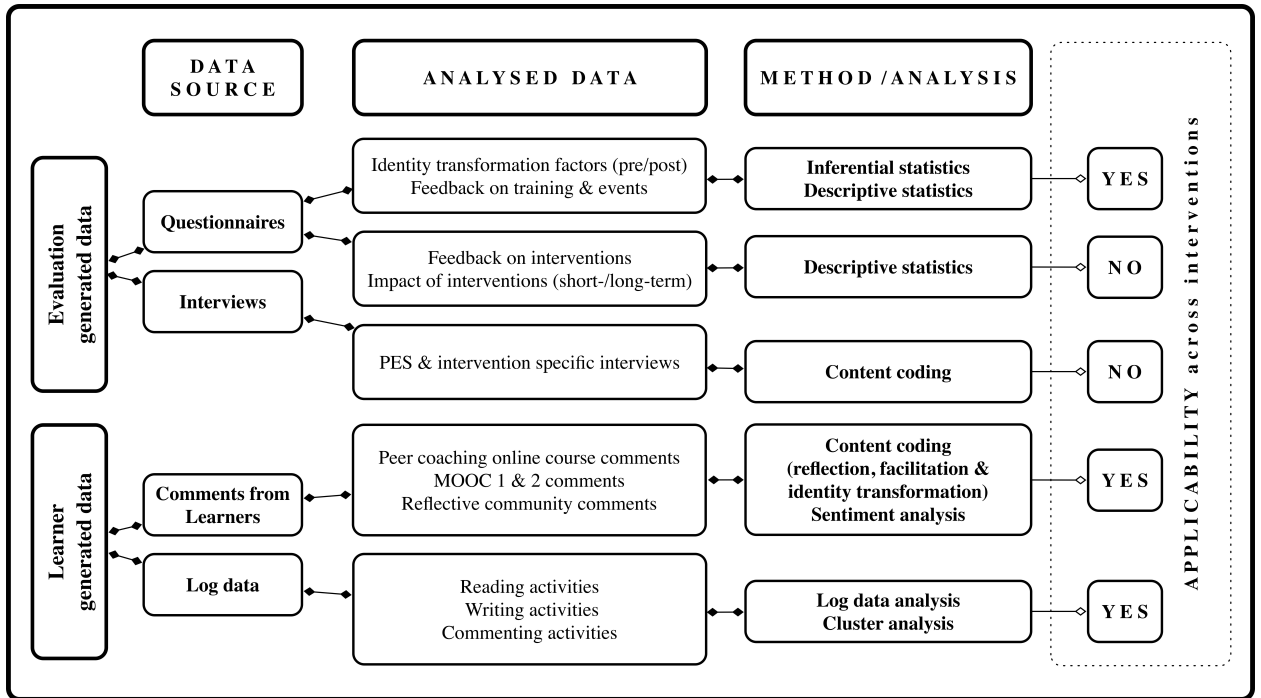 DATA
SOURCE
ANALYSED DATA
METHOD /ANALYSIS
Evaluation
generated data
Questionnaires
Interviews
Identity transformation factors (pre/post)
Feedback on training & events
Inferential statistics
Descriptive statistics
YES
Feedback on interventions
Impact of interventions (short-/long-term)
Descriptive statistics
NO
PES & intervention specific interviews
Content coding
NO
Learner
generated data
Comments from
Learners
Log data
Peer coaching online course comments
MOOC 1 & 2 comments
Reflective community comments
Content coding
(reflection, facilitation &
identity transformation)
Sentiment analysis
YES
Reading activities
Writing activities
Commenting activities
Log data analysis
Cluster analysis
YES
APPLICABILITY across interventions